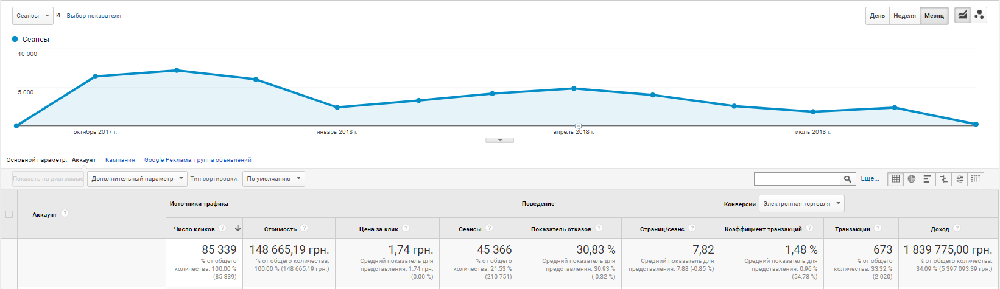 Сеансы и Выбор показателя День Неделя Месяц
Сеансы
10 000
5 000
октябрь 2017 г. январь 2018 г. апрель 2018 г. июль 2018 г.
Основной параметр: Аккаунт Кампания Google Реклама: группа объявлений
Показать на диаграмме Дополнительный параметр Тип сортировки: По умолчанию Ещё...
Аккаунт ?
Источники трафика Поведение Конверсии Электронная торговля
Число кликов ? Стоимость ? Цена за клик ? Сеансы ? Показатель отказов ? Страниц/сеанс ? Коэффициент транзакций ? Транзакции ? Доход ?
85 339
% от общего
количества: 100,00 %
(85 339)
148 665,19 грн.
% от общего количества:
100,00 % (148 665,19 грн.)
1,74 грн.
Средний показатель для
представления: 1,74 грн.
(0,00 %)
45 366
% от общего
количества: 21,53 %
(210 751)
30,83 %
Средний показатель для
представления: 30,93 %
(-0,32 %)
7,82
Средний показатель для
представления: 7,88 (-0,85 %)
1,48 %
Средний показатель для
представления: 0,96 %
(54,78 %)
673
% от общего
количества: 33,32 %
(2 020)
1 839 775,00 грн.
% от общего количества:
34,09 % (5 397 093,39 грн.)